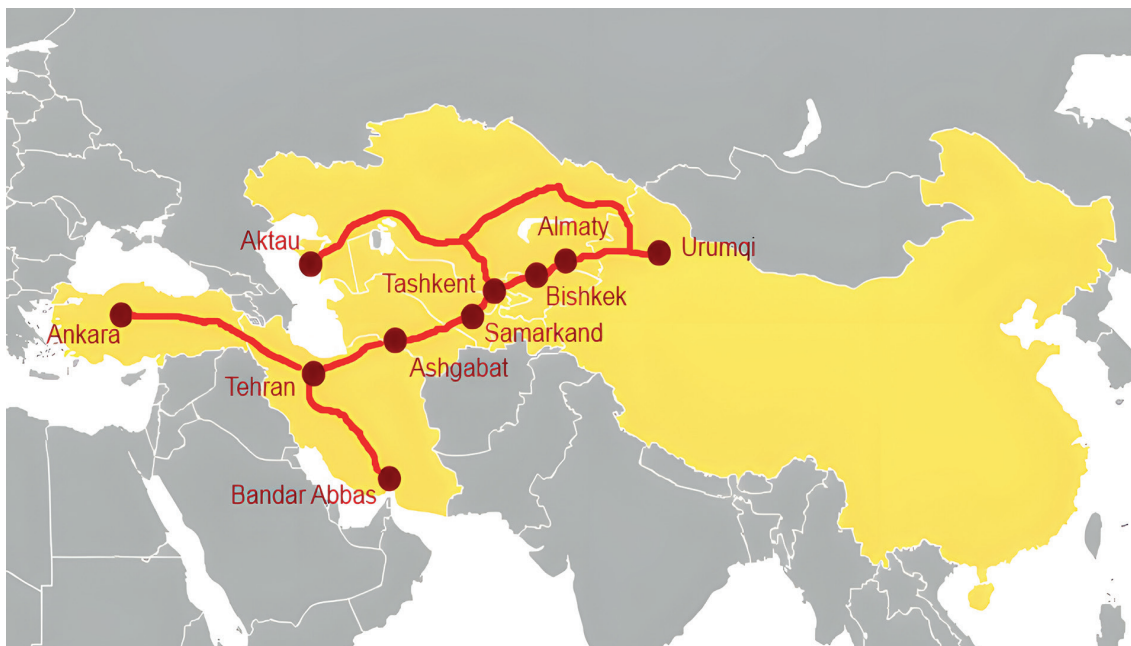 Almaty
Aktau
Urumqi
Tashkent
Bishkek
Ankara
Samarkand
Ashgabat
Tehran
Bandar Abbas